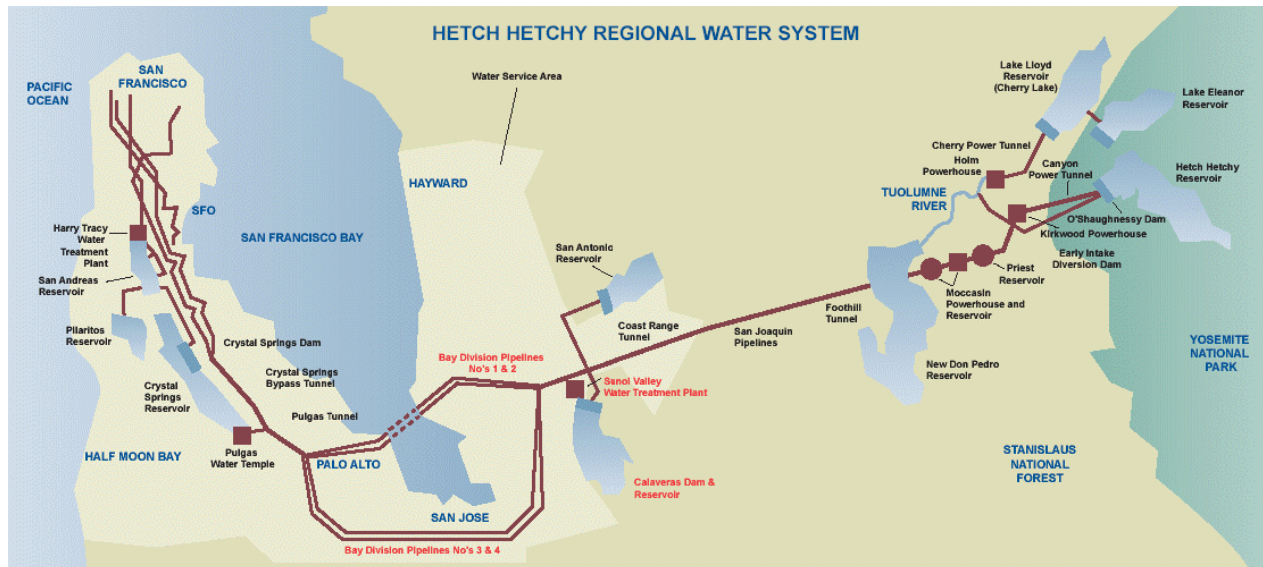 HETCH HETCHY REGIONAL WATER SYSTEM
PACIFIC
OCEAN
SAN
FRANCISCO
Water Service Area
Lake Lloyd
Reservoir
(Cherry Lake)
Lake Eleanor
Reservoir
Cherry Power Tunnel
Holm
Powerhouse
Canyon
Power Tunnel
Hetch Hetchy
Reservoir
HAYWARD
TUOLUMNE
RIVER
SFO
O'Shaughnessy Dam
Kirkwood Powerhouse
Harry Tracy
Water
Treatment
Plant
SAN FRANCISCO BAY
San Antonic
Reservoir
Early Intake
Diversion Dam
Priest
Reservoir
San Andreas
Reservoir
Moccasin
Powerhouse and
Reservoir
Foothill
Tunnel
Pilaritos
Reservoir
Coast Range
Tunnel
San Joaquin
Pipelines
Crystal Springs Dam
Bay Division Pipelines
No's 1 & 2
YOSEMITE
NATIONAL
PARK
New Don Pedro
Reservoir
Crystal Springs
Bypass Tunnel
Sunol Valley
Water Treatment Plant
Crystal
Springs
Reservoir
Pulgas Tunnel
HALF MOON BAY
Pulgas
Water Temple
PALO ALTO
STANISLAUS
NATIONAL
FOREST
Calaveras Dam &
Reservoir
SAN JOSE
Bay Division Pipelines No's 3 & 4